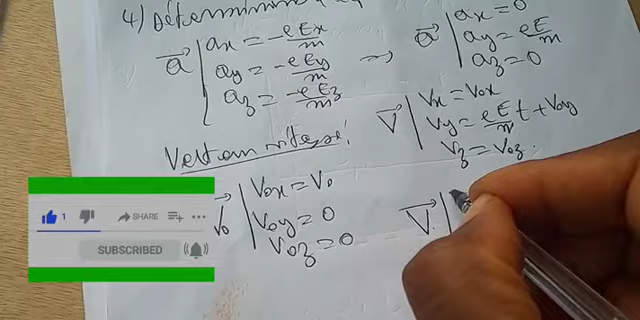 4) Détermination
→a | ax = -eEx/m ⇒ →a | ax = 0
ay = -eEy/m    ay = eE/m
az = -eEz/m    az = 0
Vecteur vitesse:
→V | Vx = Vox
Vy = eE/m t + Voy
Vz = Voz
→Vo | Vox = Vo
Voy = 0
Voz = 0
→V |
1
SHARE
SUBSCRIBED